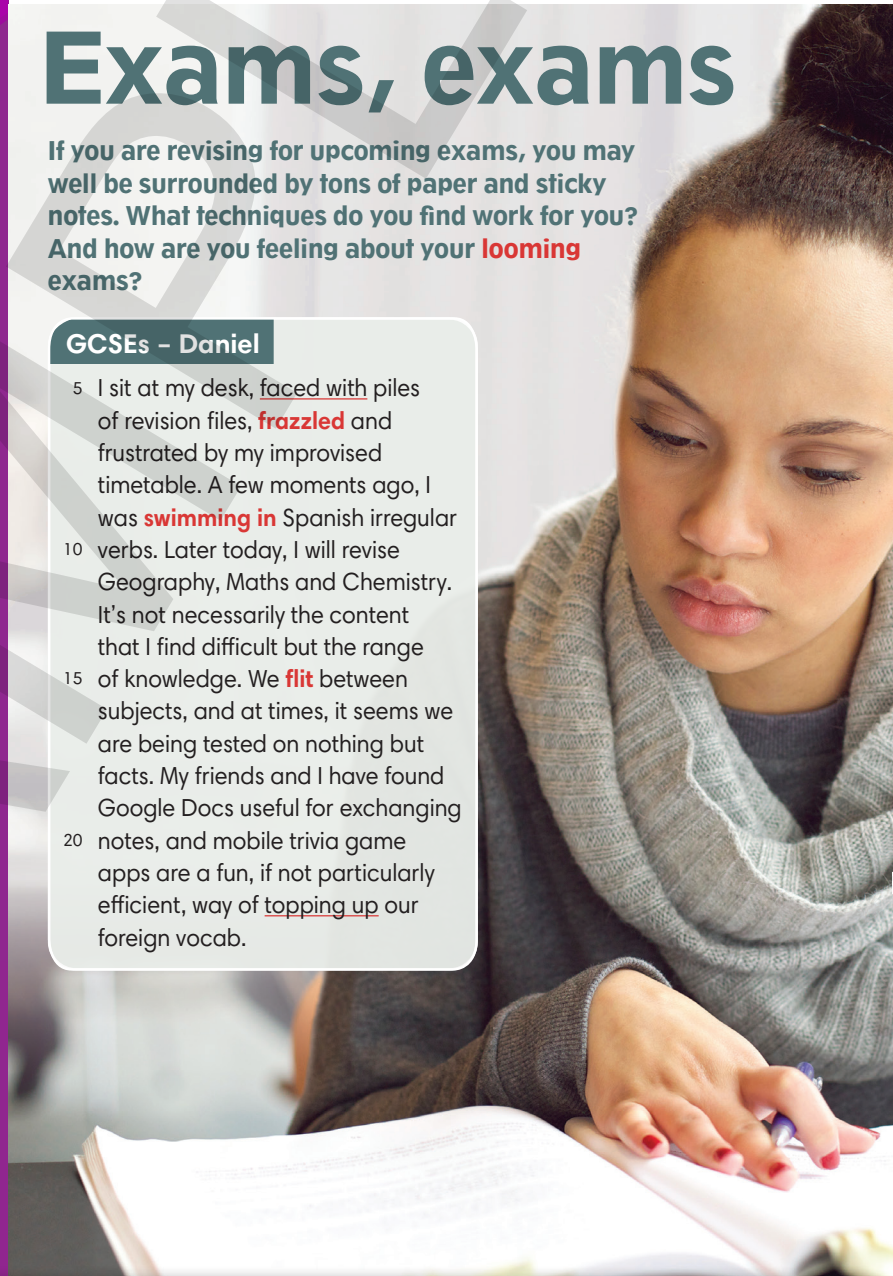 Exams, exams
If you are revising for upcoming exams, you may
well be surrounded by tons of paper and sticky
notes. What techniques do you find work for you?
And how are you feeling about your looming
exams?
GCSEs – Daniel
5 I sit at my desk, faced with piles
of revision files, frazzled and
frustrated by my improvised
timetable. A few moments ago, I
was swimming in Spanish irregular
10 verbs. Later today, I will revise
Geography, Maths and Chemistry.
It's not necessarily the content
that I find difficult but the range
15 of knowledge. We flit between
subjects, and at times, it seems we
are being tested on nothing but
facts. My friends and I have found
Google Docs useful for exchanging
20 notes, and mobile trivia game
apps are a fun, if not particularly
efficient, way of topping up our
foreign vocab.